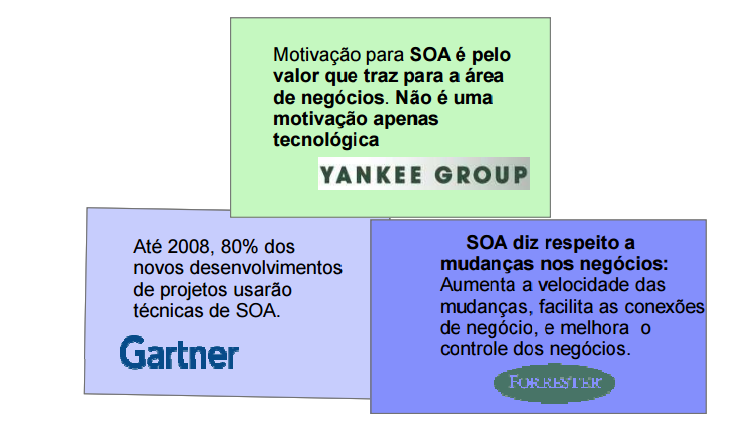 Motivação para SOA é pelo
valor que traz para a área
de negócios. Não é uma
motivação apenas
tecnológica
YANKEE GROUP
Até 2008, 80% dos
novos desenvolvimentos
de projetos usarão
técnicas de SOA.
Gartner
SOA diz respeito a
mudanças nos negócios:
Aumenta a velocidade das
mudanças, facilita as conexões
de negócio, e melhora o
controle dos negócios.
FORRESTER